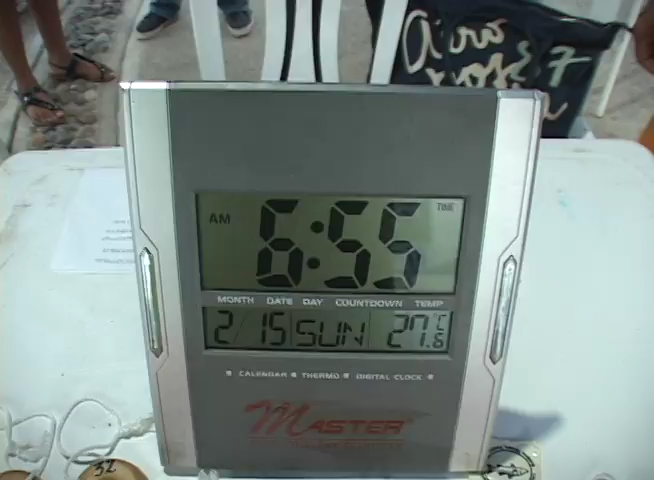 AM 6:55 TIME
MONTH DATE DAY COUNTDOWN TEMP
2/15 SUN 27.6 °C
CALENDAR THERMO DIGITAL CLOCK
MASTER
32